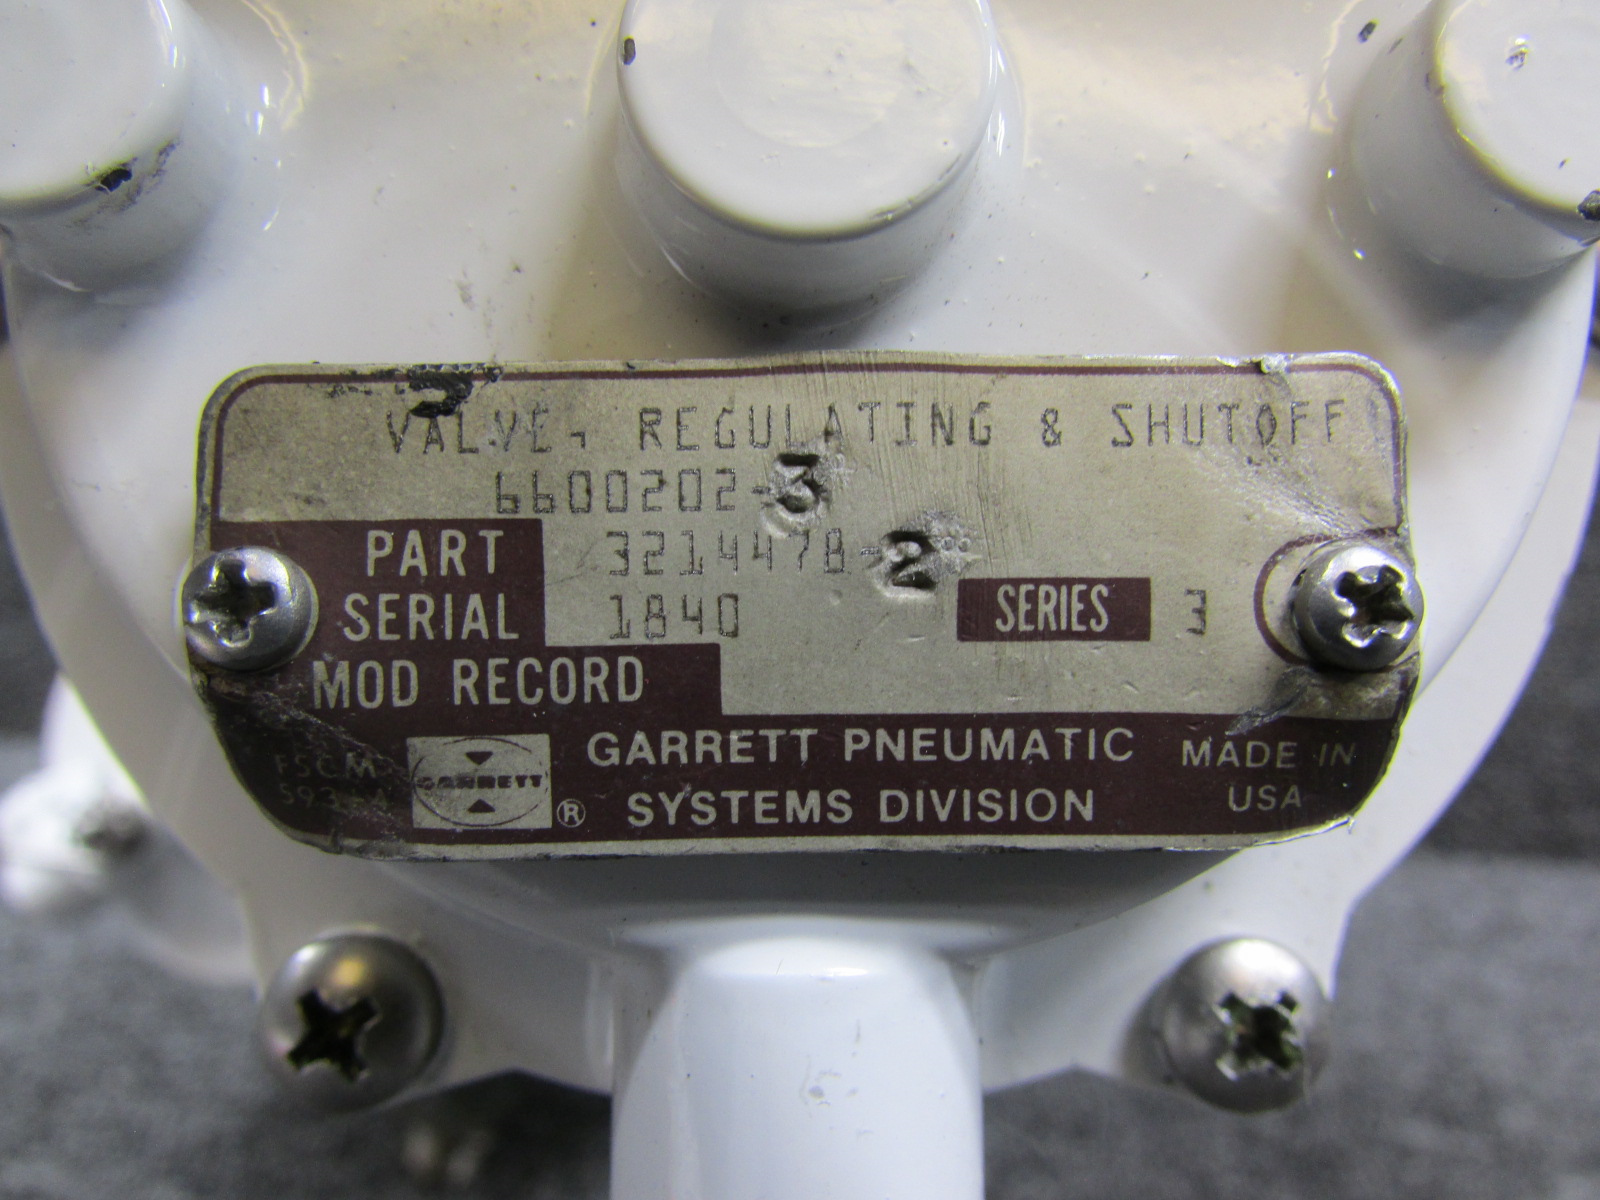 VALVE, REGULATING & SHUTOFF
6600202-3
PART 3214478-2
SERIAL 1840 SERIES 3
MOD RECORD
GARRETT PNEUMATIC MADE IN
FSCM GARRETT
SYSTEMS DIVISION USA
®